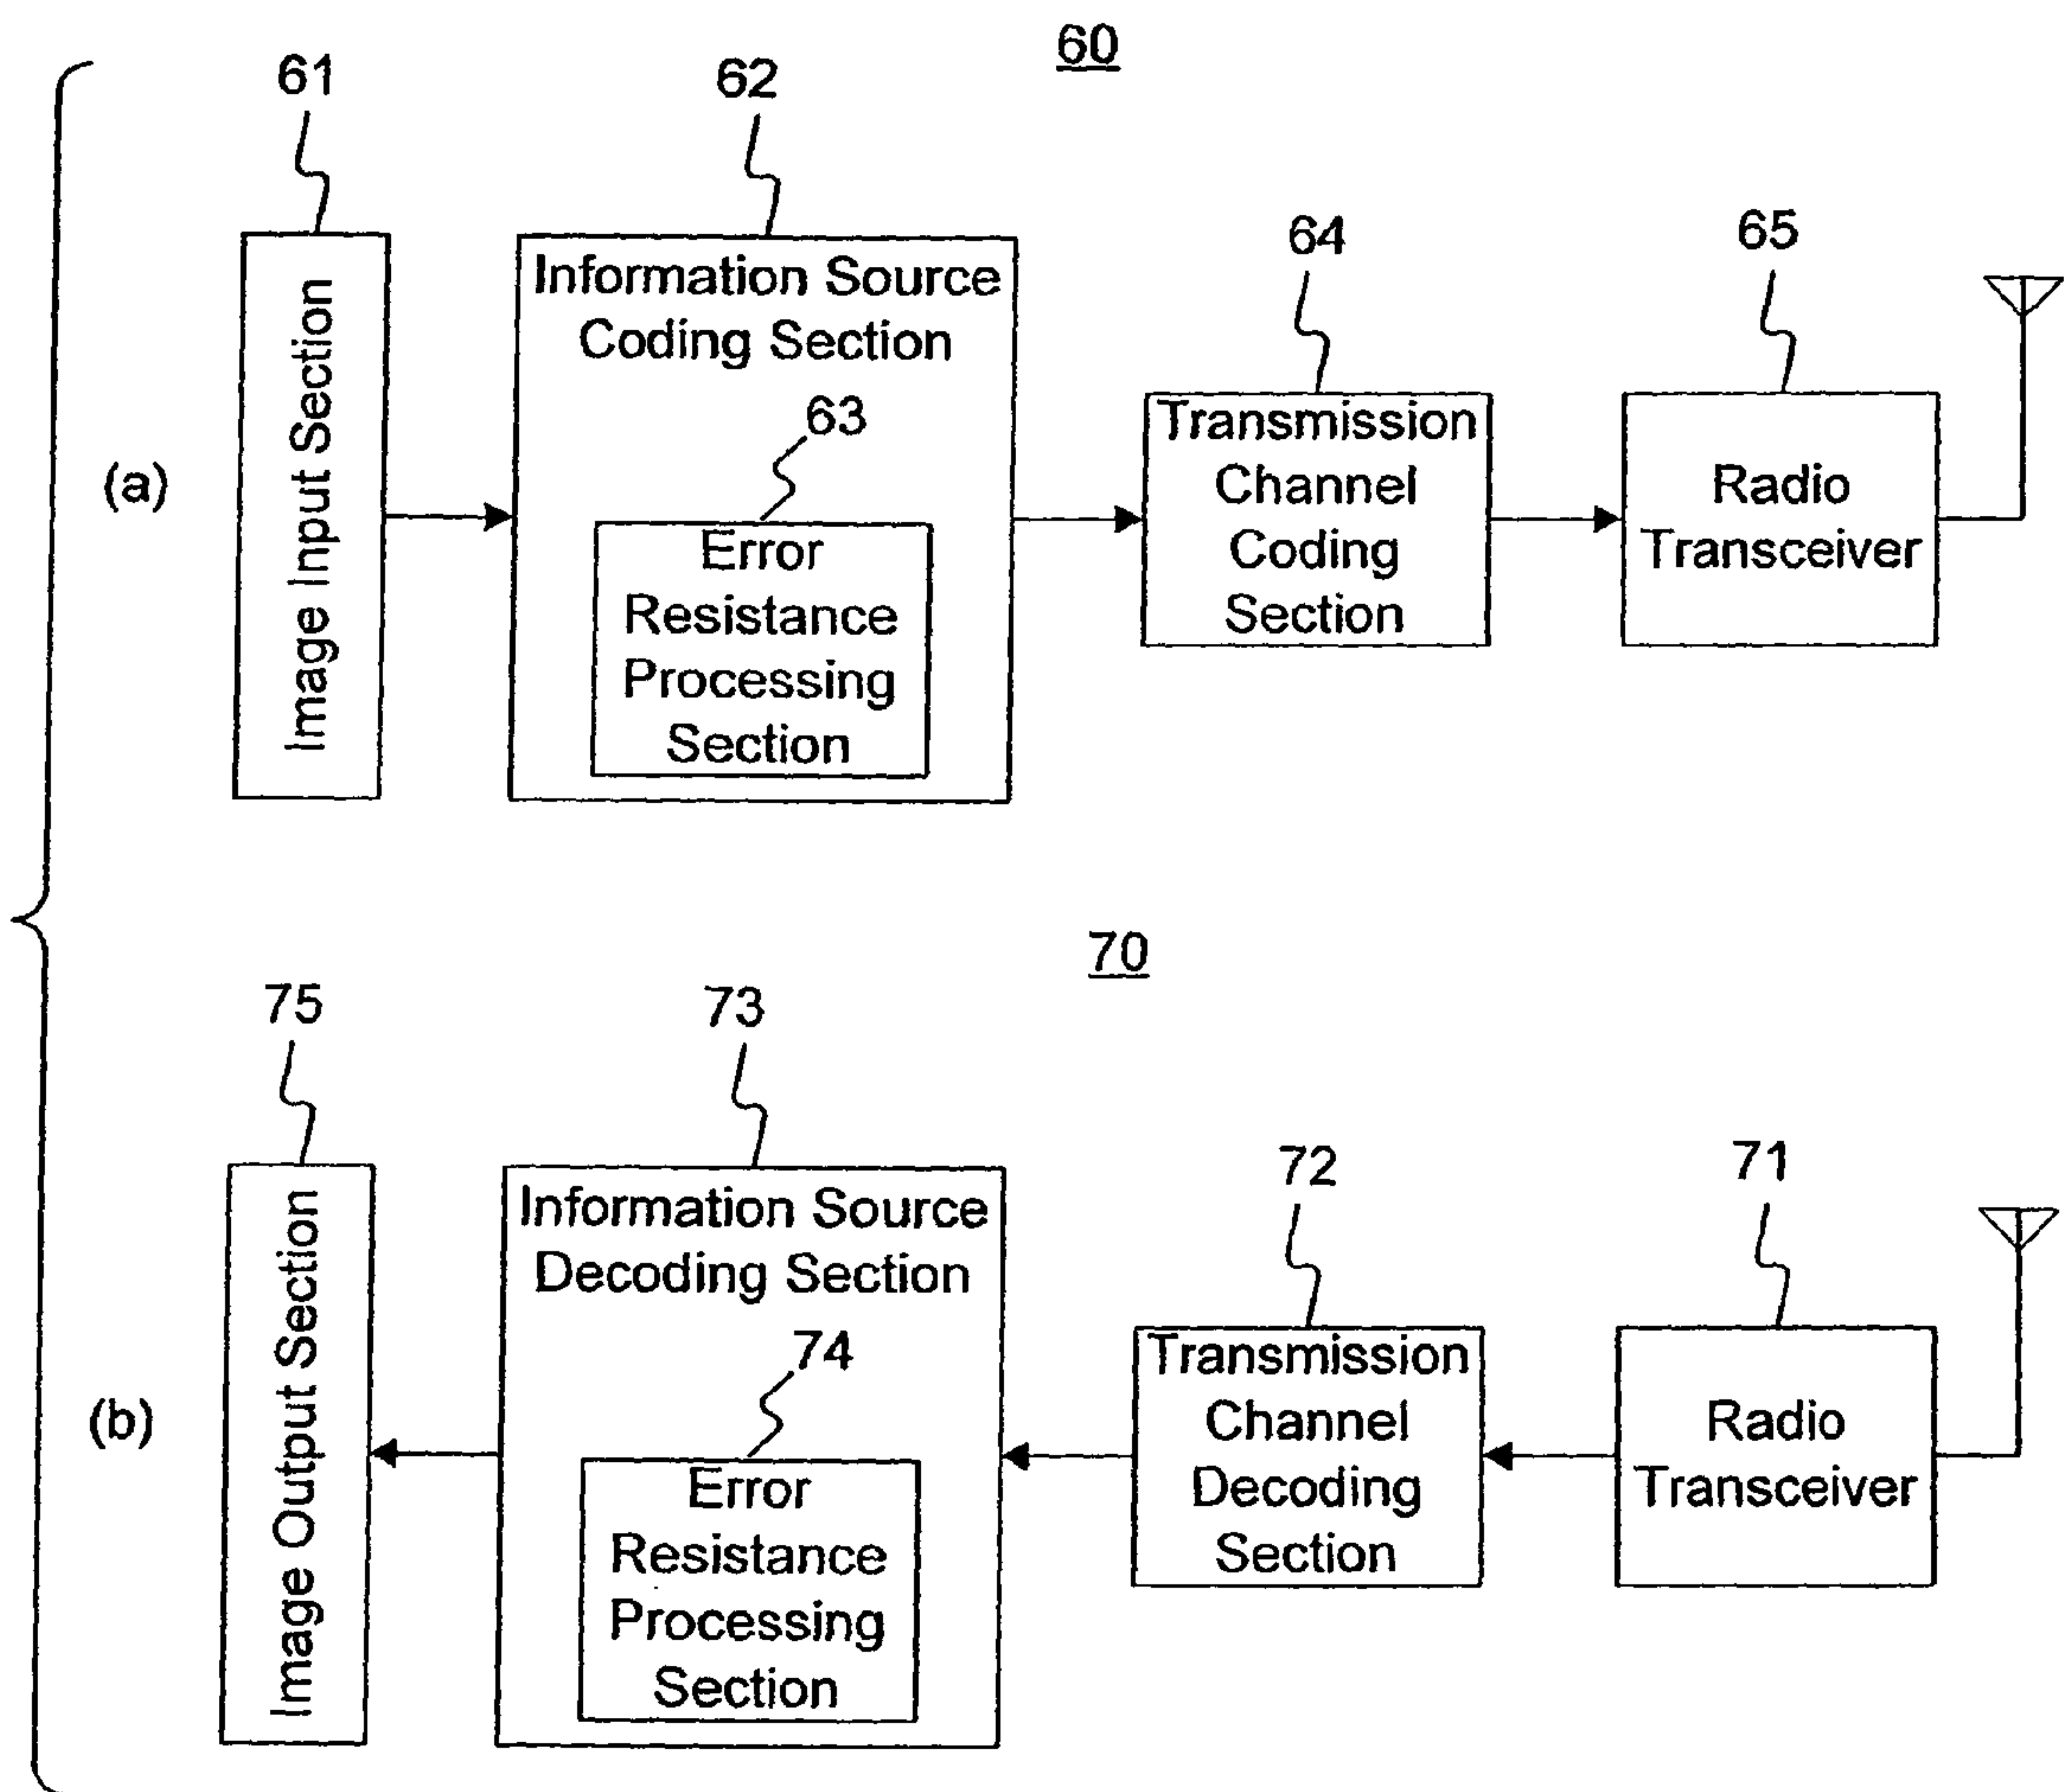 60
61
62
64
65
(a)
Image Input Section
Information Source
Coding Section
63
Error
Resistance
Processing
Section
Transmission
Channel
Coding
Section
Radio
Transceiver
70
75
73
72
71
(b)
Image Output Section
Information Source
Decoding Section
74
Error
Resistance
Processing
Section
Transmission
Channel
Decoding
Section
Radio
Transceiver